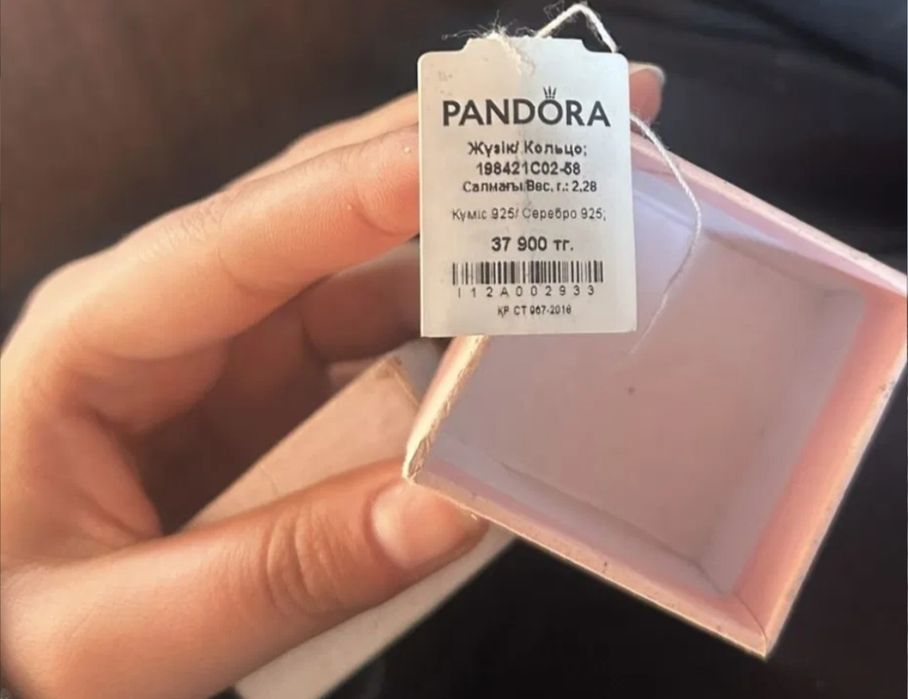 PANDORA
Жүзік/ Кольцо;
198421C02-58
Салмағы/Вес, г.: 2,28
Күміс 925/ Серебро 925;
37 900 тг.
I12A002933
ҚР СТ 067-2016